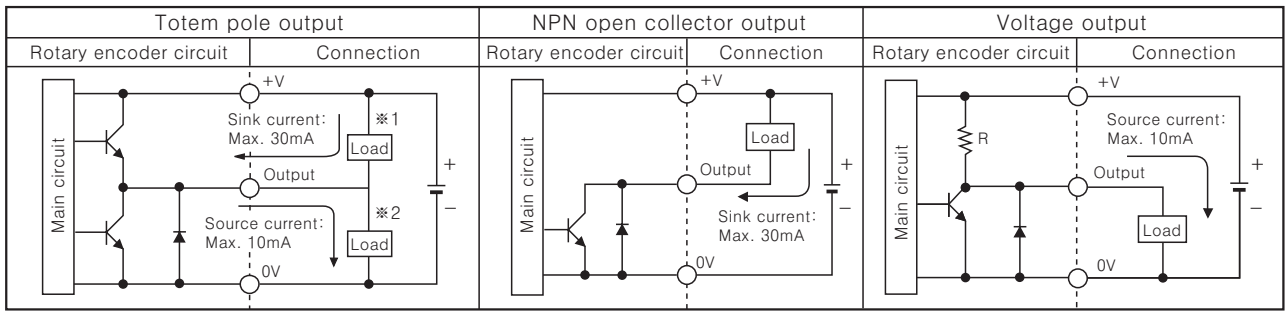 Totem pole output
NPN open collector output
Voltage output
Rotary encoder circuit
Connection
Rotary encoder circuit
Connection
Rotary encoder circuit
Connection
Main circuit
+V
Sink current:
Max. 30mA
※1
Load
Output
Source current:
Max. 10mA
※2
Load
0V
+
−
Main circuit
+V
Load
Output
Sink current:
Max. 30mA
0V
+
−
Main circuit
+V
R
Source current:
Max. 10mA
Output
Load
0V
+
−